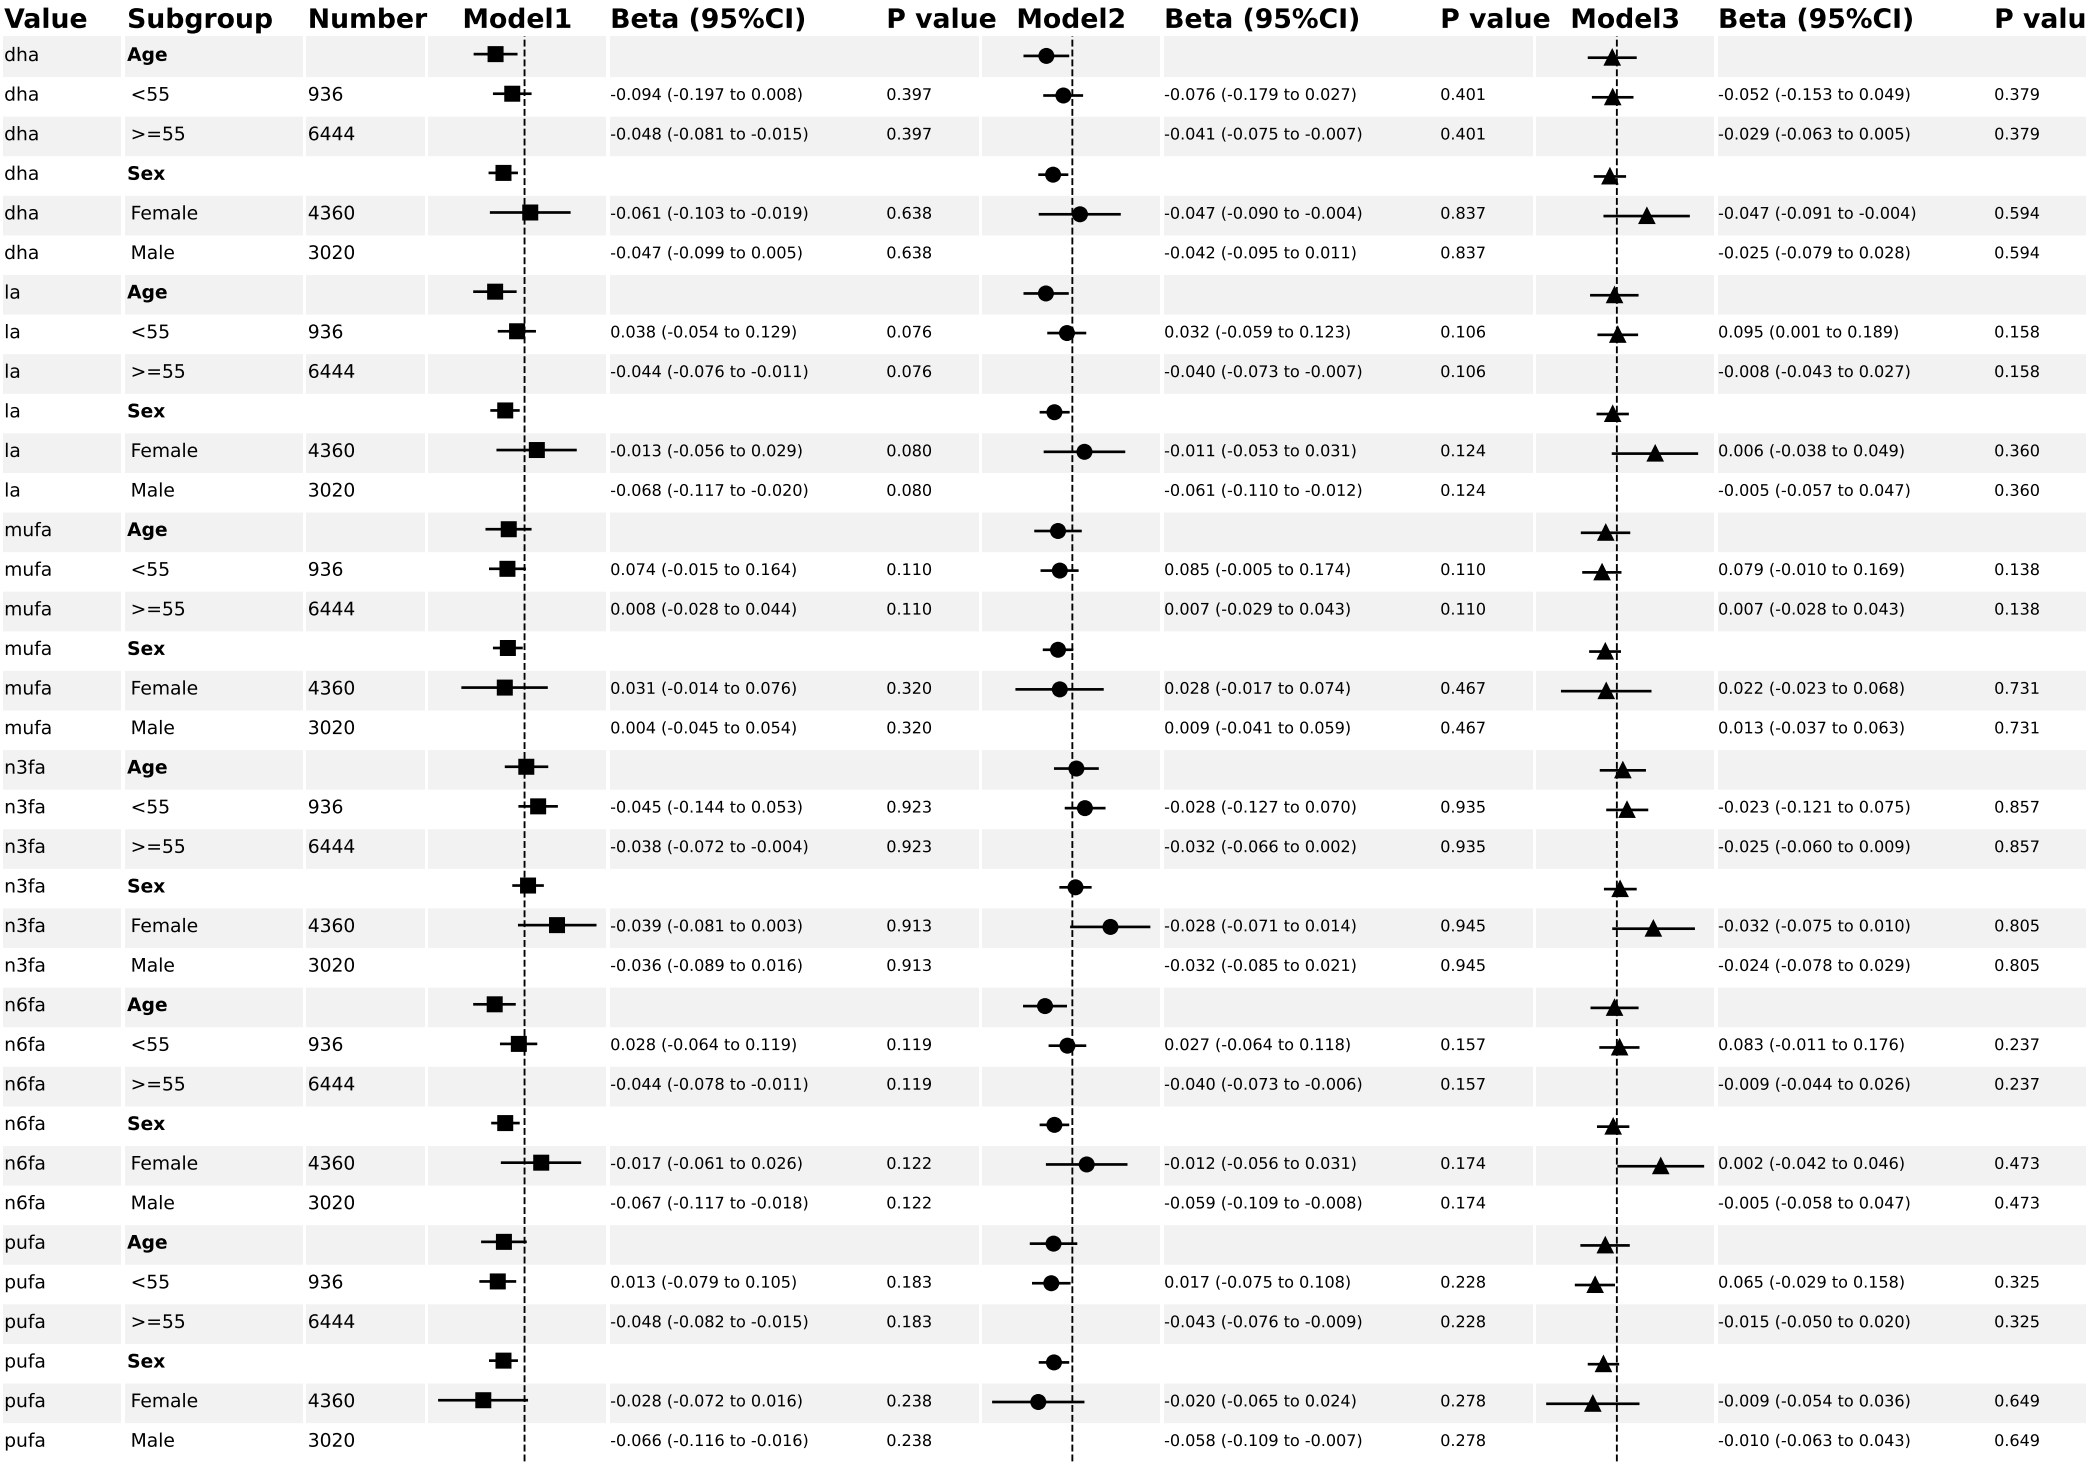 Value Subgroup Number Model1 Beta (95%CI) P value Model2 Beta (95%CI) P value Model3 Beta (95%CI) P valu
dha Age
dha <55 936 -0.094 (-0.197 to 0.008) 0.397 -0.076 (-0.179 to 0.027) 0.401 -0.052 (-0.153 to 0.049) 0.379
dha >=55 6444 -0.048 (-0.081 to -0.015) 0.397 -0.041 (-0.075 to -0.007) 0.401 -0.029 (-0.063 to 0.005) 0.379
dha Sex
dha Female 4360 -0.061 (-0.103 to -0.019) 0.638 -0.047 (-0.090 to -0.004) 0.837 -0.047 (-0.091 to -0.004) 0.594
dha Male 3020 -0.047 (-0.099 to 0.005) 0.638 -0.042 (-0.095 to 0.011) 0.837 -0.025 (-0.079 to 0.028) 0.594
la Age
la <55 936 0.038 (-0.054 to 0.129) 0.076 0.032 (-0.059 to 0.123) 0.106 0.095 (0.001 to 0.189) 0.158
la >=55 6444 -0.044 (-0.076 to -0.011) 0.076 -0.040 (-0.073 to -0.007) 0.106 -0.008 (-0.043 to 0.027) 0.158
la Sex
la Female 4360 -0.013 (-0.056 to 0.029) 0.080 -0.011 (-0.053 to 0.031) 0.124 0.006 (-0.038 to 0.049) 0.360
la Male 3020 -0.068 (-0.117 to -0.020) 0.080 -0.061 (-0.110 to -0.012) 0.124 -0.005 (-0.057 to 0.047) 0.360
mufa Age
mufa <55 936 0.074 (-0.015 to 0.164) 0.110 0.085 (-0.005 to 0.174) 0.110 0.079 (-0.010 to 0.169) 0.138
mufa >=55 6444 0.008 (-0.028 to 0.044) 0.110 0.007 (-0.029 to 0.043) 0.110 0.007 (-0.028 to 0.043) 0.138
mufa Sex
mufa Female 4360 0.031 (-0.014 to 0.076) 0.320 0.028 (-0.017 to 0.074) 0.467 0.022 (-0.023 to 0.068) 0.731
mufa Male 3020 0.004 (-0.045 to 0.054) 0.320 0.009 (-0.041 to 0.059) 0.467 0.013 (-0.037 to 0.063) 0.731
n3fa Age
n3fa <55 936 -0.045 (-0.144 to 0.053) 0.923 -0.028 (-0.127 to 0.070) 0.935 -0.023 (-0.121 to 0.075) 0.857
n3fa >=55 6444 -0.038 (-0.072 to -0.004) 0.923 -0.032 (-0.066 to 0.002) 0.935 -0.025 (-0.060 to 0.009) 0.857
n3fa Sex
n3fa Female 4360 -0.039 (-0.081 to 0.003) 0.913 -0.028 (-0.071 to 0.014) 0.945 -0.032 (-0.075 to 0.010) 0.805
n3fa Male 3020 -0.036 (-0.089 to 0.016) 0.913 -0.032 (-0.085 to 0.021) 0.945 -0.024 (-0.078 to 0.029) 0.805
n6fa Age
n6fa <55 936 0.028 (-0.064 to 0.119) 0.119 0.027 (-0.064 to 0.118) 0.157 0.083 (-0.011 to 0.176) 0.237
n6fa >=55 6444 -0.044 (-0.078 to -0.011) 0.119 -0.040 (-0.073 to -0.006) 0.157 -0.009 (-0.044 to 0.026) 0.237
n6fa Sex
n6fa Female 4360 -0.017 (-0.061 to 0.026) 0.122 -0.012 (-0.056 to 0.031) 0.174 0.002 (-0.042 to 0.046) 0.473
n6fa Male 3020 -0.067 (-0.117 to -0.018) 0.122 -0.059 (-0.109 to -0.008) 0.174 -0.005 (-0.058 to 0.047) 0.473
pufa Age
pufa <55 936 0.013 (-0.079 to 0.105) 0.183 0.017 (-0.075 to 0.108) 0.228 0.065 (-0.029 to 0.158) 0.325
pufa >=55 6444 -0.048 (-0.082 to -0.015) 0.183 -0.043 (-0.076 to -0.009) 0.228 -0.015 (-0.050 to 0.020) 0.325
pufa Sex
pufa Female 4360 -0.028 (-0.072 to 0.016) 0.238 -0.020 (-0.065 to 0.024) 0.278 -0.009 (-0.054 to 0.036) 0.649
pufa Male 3020 -0.066 (-0.116 to -0.016) 0.238 -0.058 (-0.109 to -0.007) 0.278 -0.010 (-0.063 to 0.043) 0.649